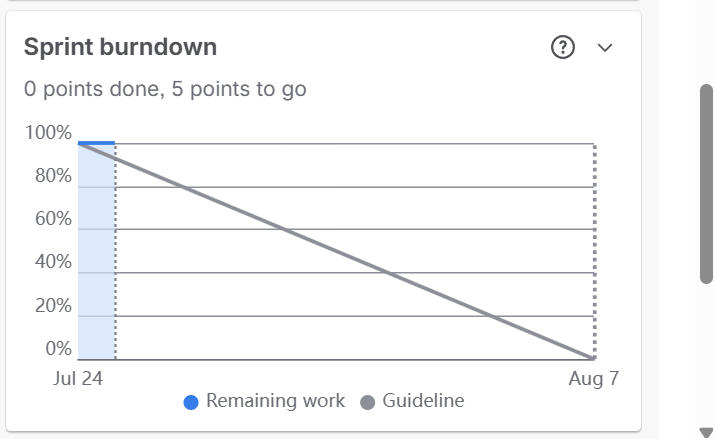 Sprint burndown
?
0 points done, 5 points to go
100%
80%
60%
40%
20%
0%
Jul 24 Aug 7
Remaining work Guideline